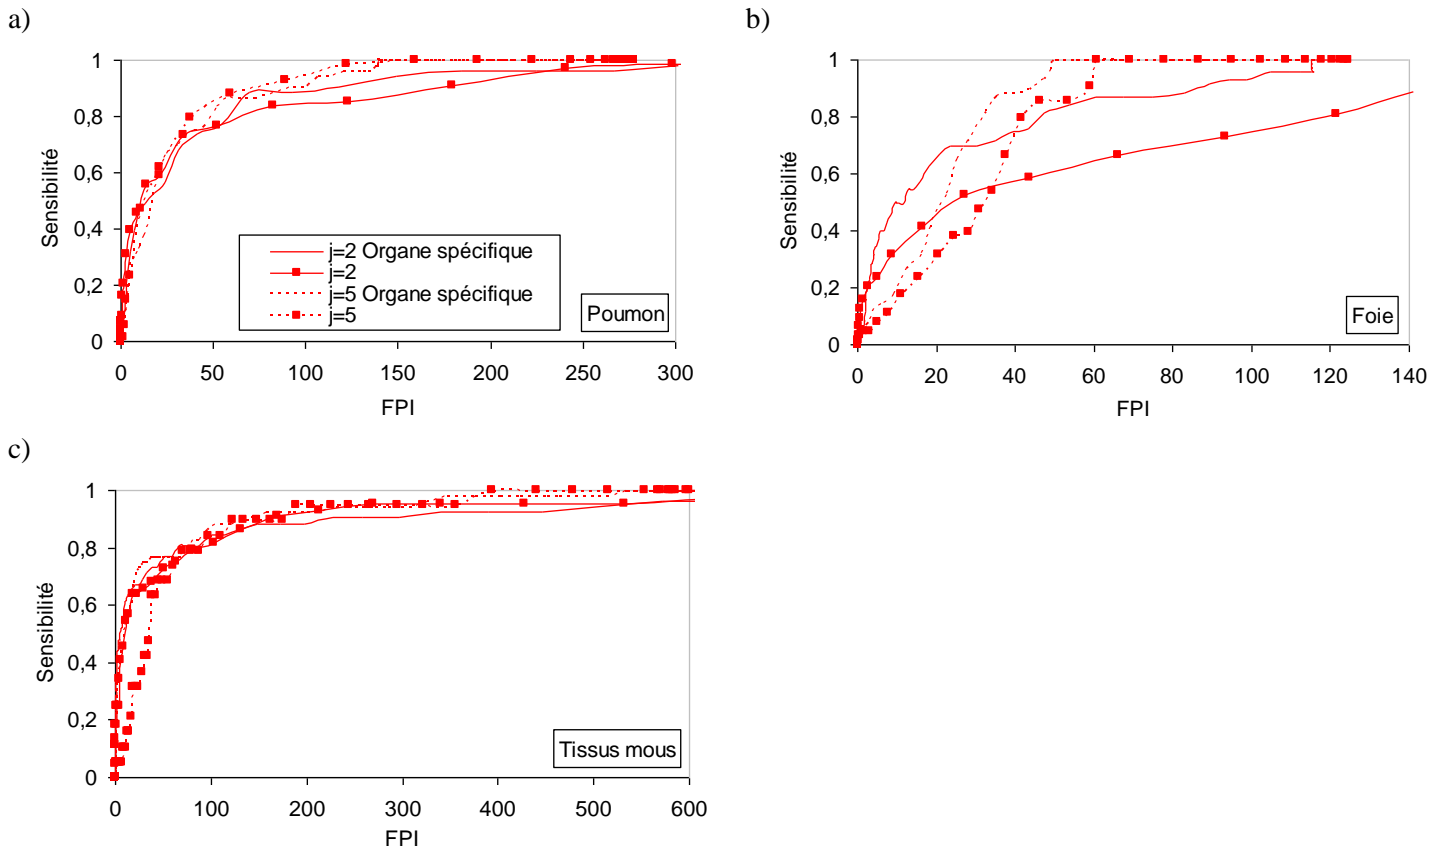 a)
Sensibilité
1
0,8
0,6
0,4
0,2
0
0 50 100 150 200 250 300
FPI
j=2 Organe spécifique
j=2
j=5 Organe spécifique
j=5
Poumon
b)
Sensibilité
1
0,8
0,6
0,4
0,2
0
0 20 40 60 80 100 120 140
FPI
Foie
c)
Sensibilité
1
0,8
0,6
0,4
0,2
0
0 100 200 300 400 500 600
FPI
Tissus mous